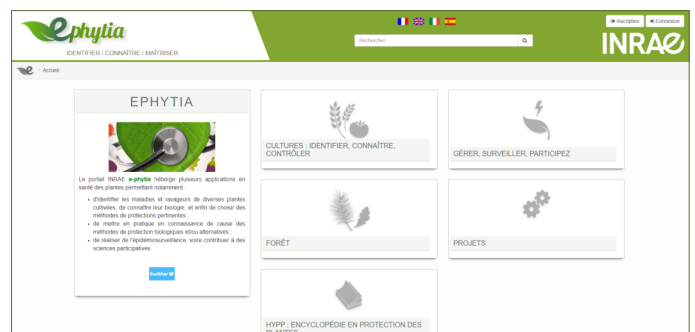 ephytia
IDENTIFIER / CONNAÎTRE / MAÎTRISER
Rechercher
Inscription
Connexion
INRAE
/ Accueil
EPHYTIA
Le portail INRAE e-phytia héberge plusieurs applications en
santé des plantes permettant notamment :
• d'identifier les maladies et ravageurs de diverses plantes
cultivées, de connaître leur biologie, et enfin de choisir des
méthodes de protections pertinentes ;
• de mettre en pratique en connaissance de cause des
méthodes de protection biologiques et/ou alternatives ;
• de réaliser de l'épidémiosurveillance, voire contribuer à des
sciences participatives.
twitter
CULTURES : IDENTIFIER, CONNAÎTRE,
CONTRÔLER
GÉRER, SURVEILLER, PARTICIPEZ
FORÊT
PROJETS
HYPP : ENCYCLOPÉDIE EN PROTECTION DES
PLANTES